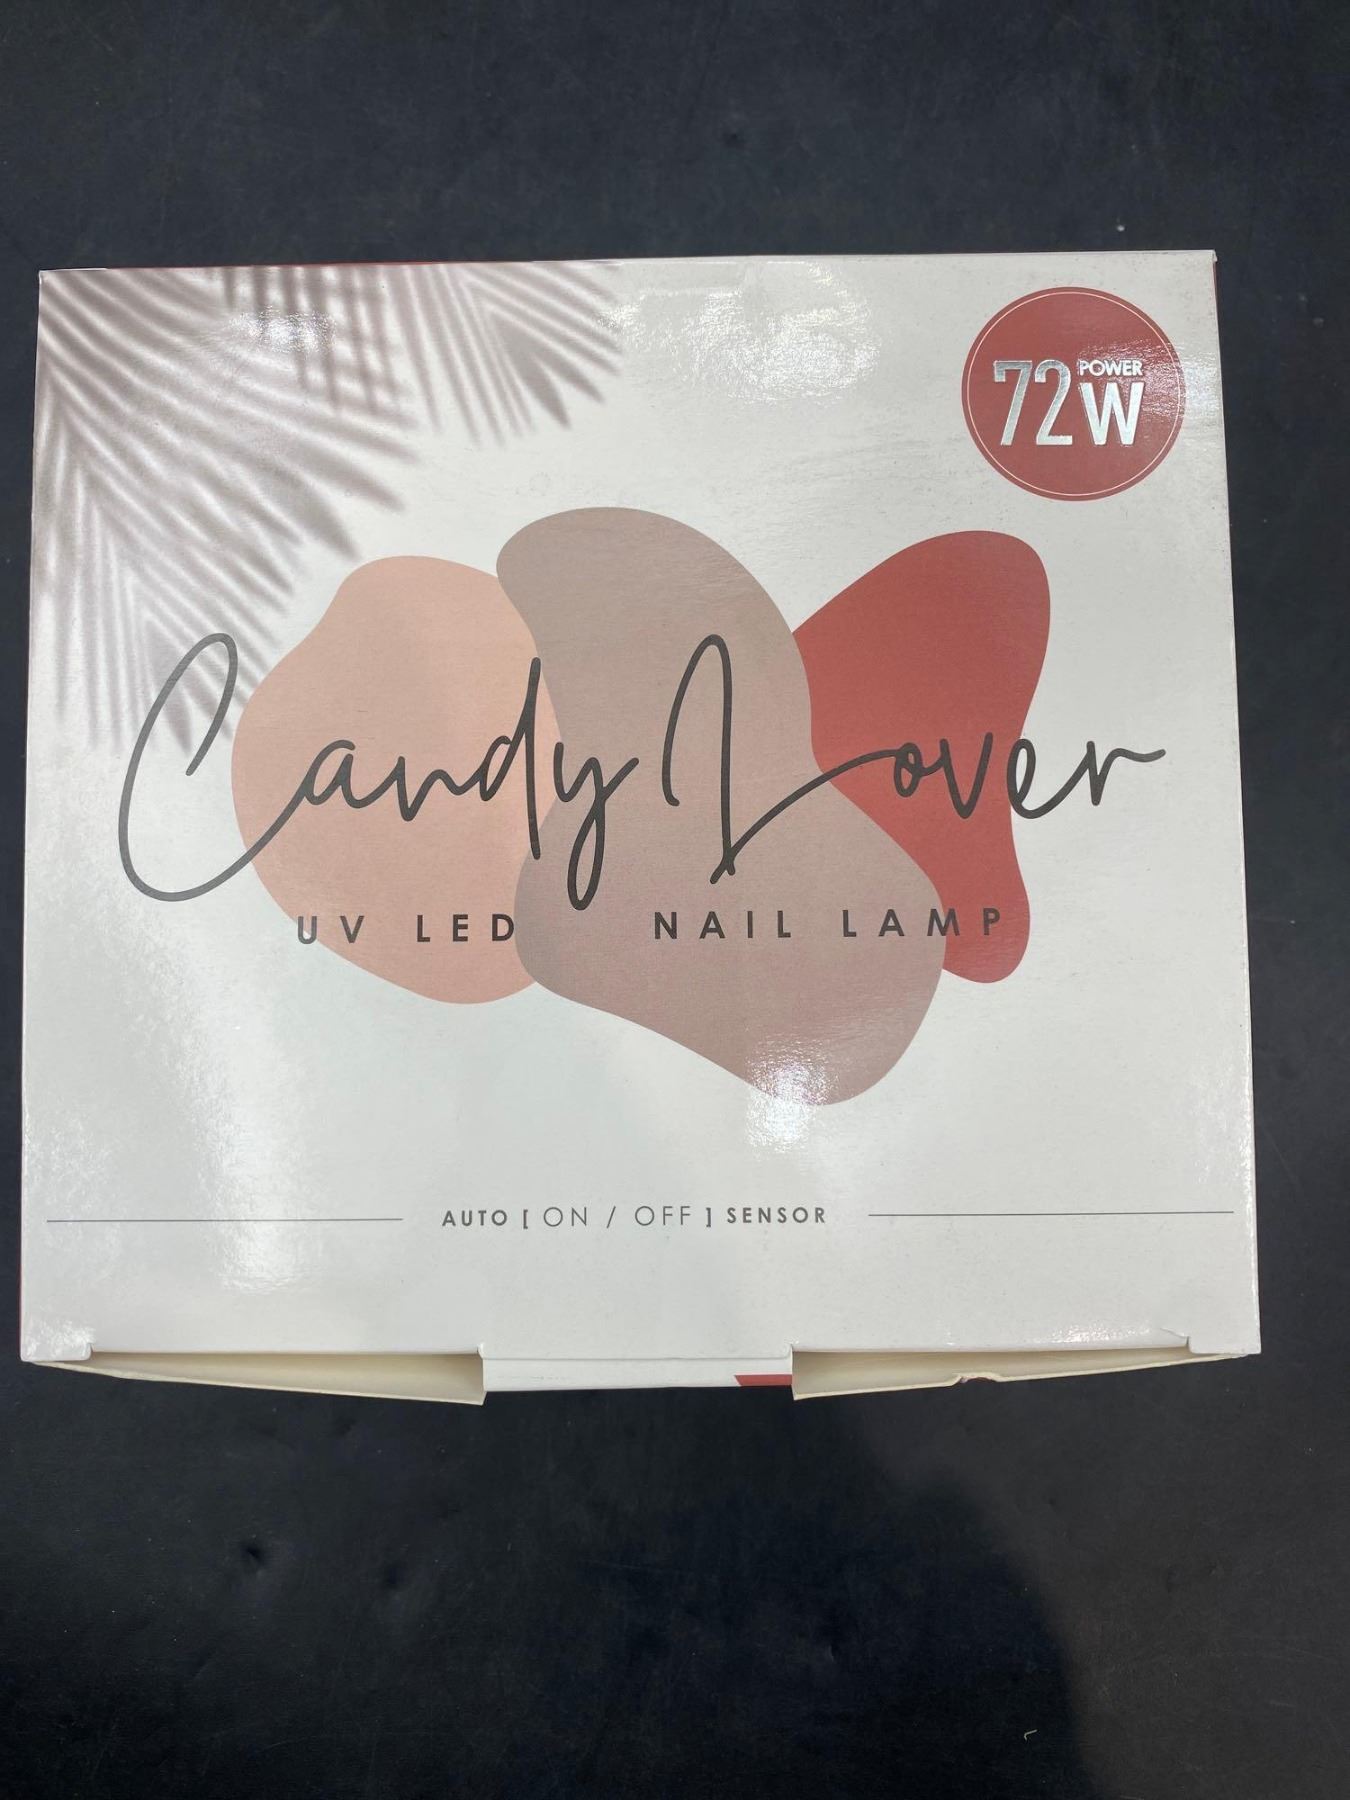 72W POWER
Candy Lover
UV LED NAIL LAMP
AUTO [ ON / OFF ] SENSOR